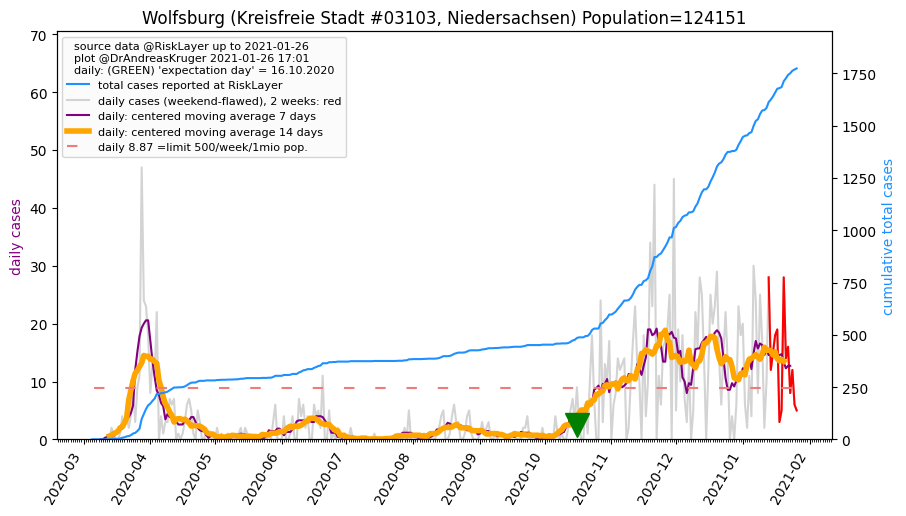 Wolfsburg (Kreisfreie Stadt #03103, Niedersachsen) Population=124151
source data @RiskLayer up to 2021-01-26
plot @DrAndreasKruger 2021-01-26 17:01
daily: (GREEN) 'expectation day' = 16.10.2020
total cases reported at RiskLayer
daily cases (weekend-flawed), 2 weeks: red
daily: centered moving average 7 days
daily: centered moving average 14 days
daily 8.87 =limit 500/week/1mio pop.
daily cases
70
60
50
40
30
20
10
0
cumulative total cases
1750
1500
1250
1000
750
500
250
0
2020-03
2020-04
2020-05
2020-06
2020-07
2020-08
2020-09
2020-10
2020-11
2020-12
2021-01
2021-02